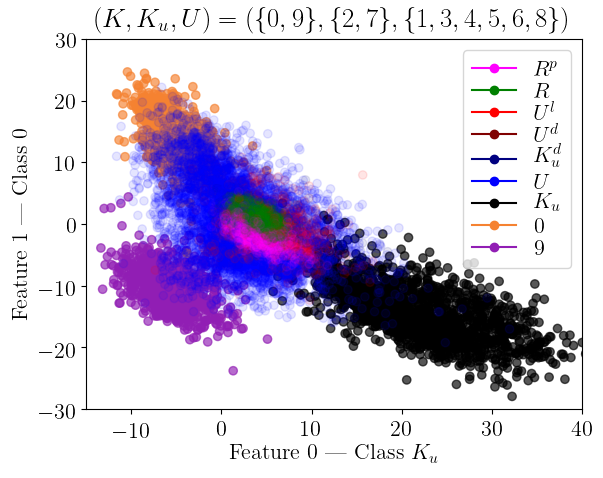 (K, K_u, U) = ({0, 9}, {2, 7}, {1, 3, 4, 5, 6, 8})
30
20
10
0
−10
−20
−30
−10
0
10
20
30
40
Feature 1 — Class 0
Feature 0 — Class K_u
R^p
R
U^l
U^d
K_u^d
U
K_u
0
9